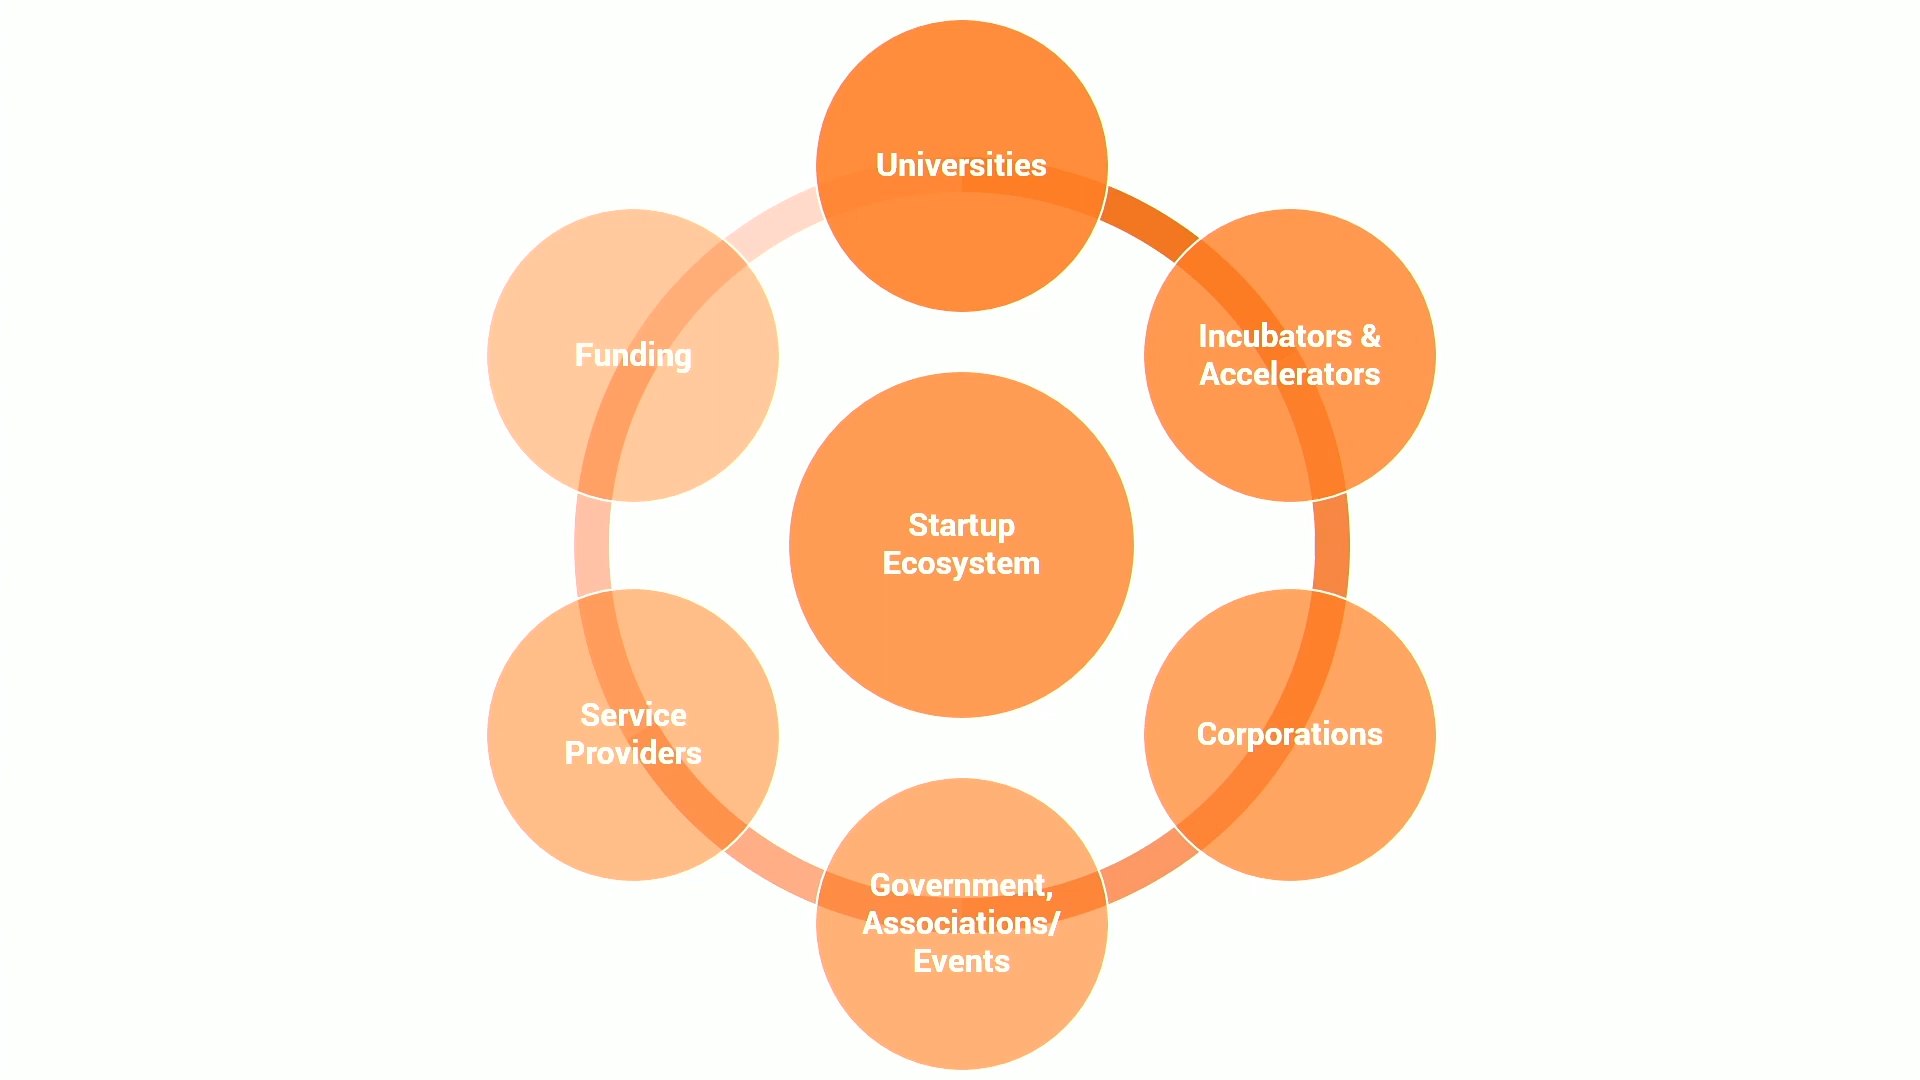 Universities
Incubators &
Accelerators
Corporations
Government,
Associations/
Events
Service
Providers
Funding
Startup
Ecosystem